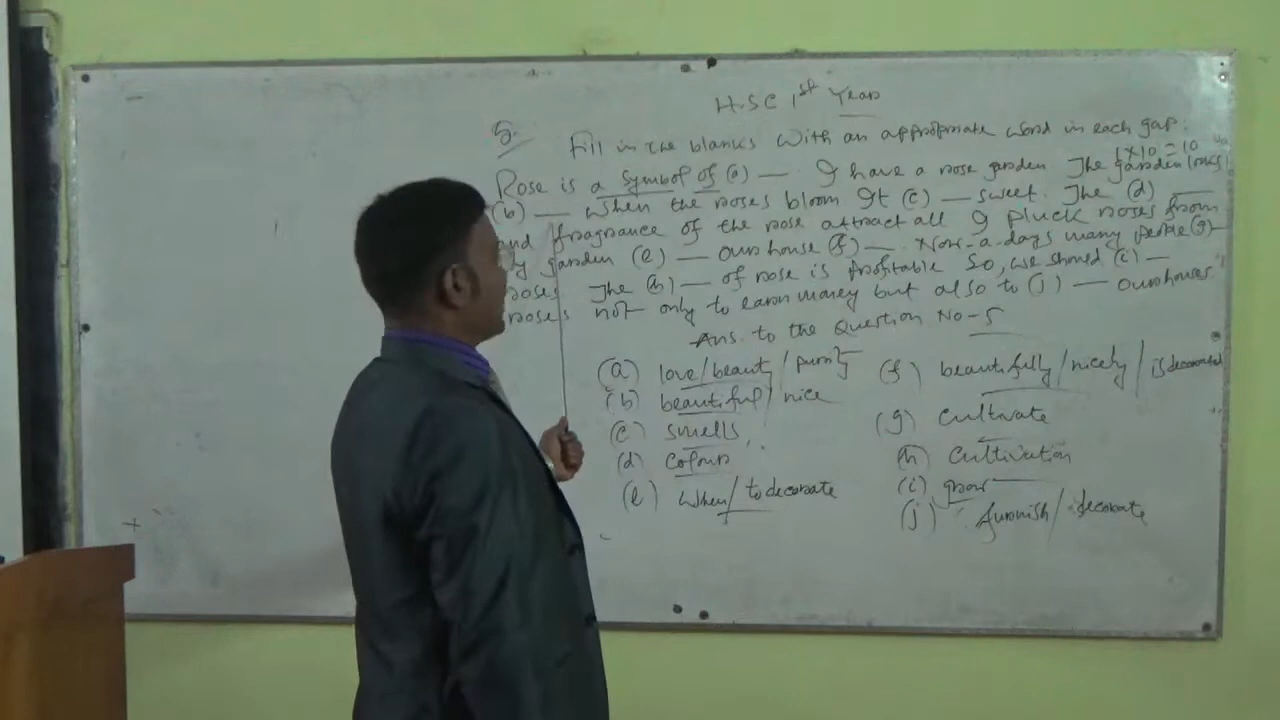 H.S.C 1st Year
5. Fill in the blanks with an appropriate word in each gap.
1x10=10
Rose is a symbol of (a) — I have a rose garden The garden looks
(b) — when the roses bloom It (c) — sweet. The (d) —
and fragrance of the rose attract all I pluck roses from
my garden (e) — our house (f) —. Now-a-days many people (g) —
roses The (h) — of rose is profitable So, we should (i) —
roses not only to earn money but also to (j) — our houses.
Ans. to the Question No-5
(a) love/beauty/purity
(b) beautiful/nice
(c) smells,
(d) colour
(e) when/to decorate
(f) beautifully/nicely/is decorated
(g) cultivate
(h) cultivation
(i) grow
(j) furnish/decorate